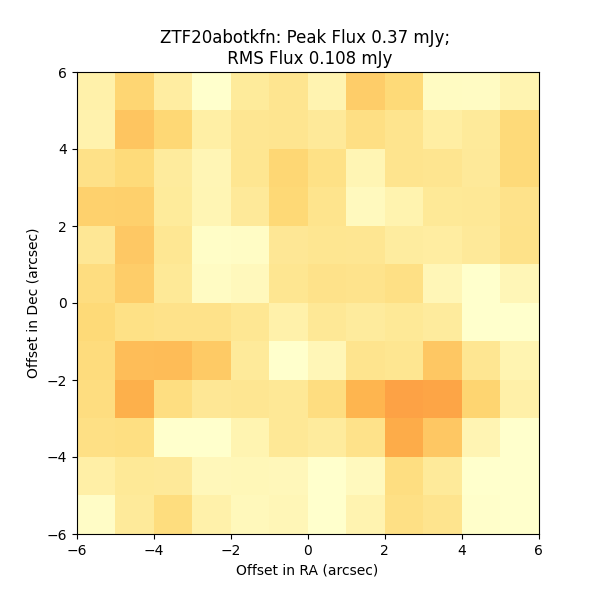 ZTF20abotkfn: Peak Flux 0.37 mJy;
RMS Flux 0.108 mJy
6
4
2
0
−2
−4
−6
Offset in Dec (arcsec)
−6 −4 −2 0 2 4 6
Offset in RA (arcsec)